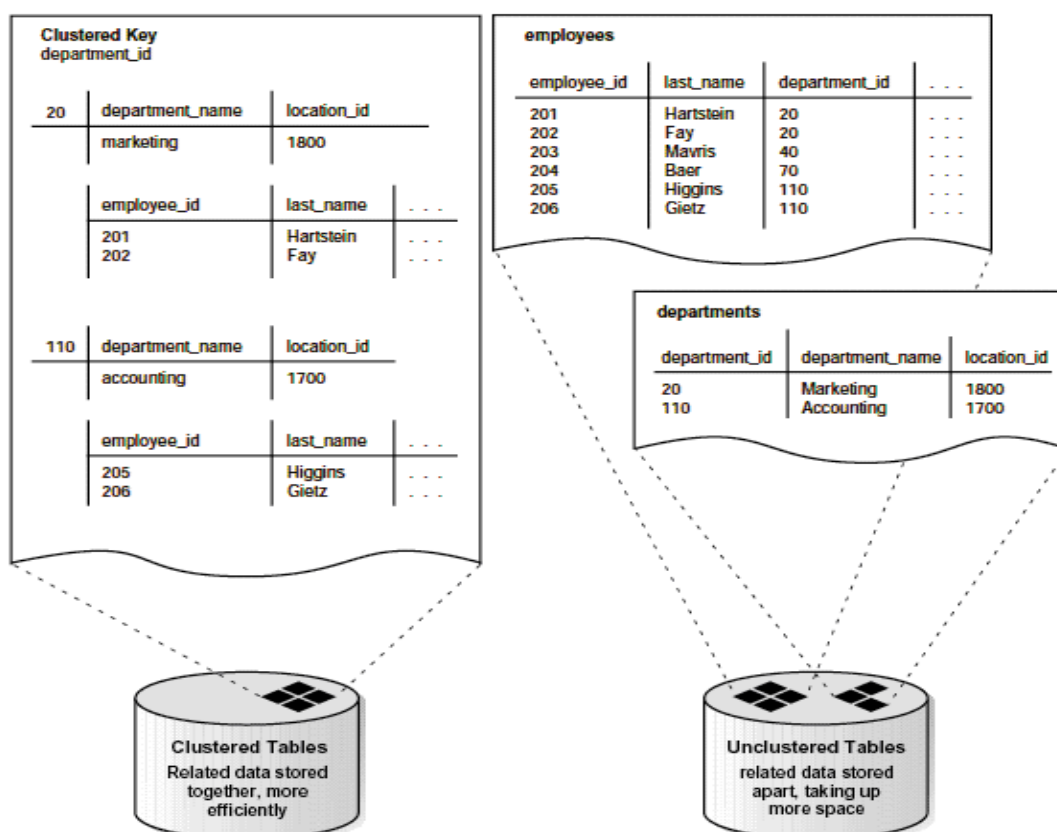 Clustered Key
department_id
20 department_name location_id
marketing 1800
employee_id last_name . . .
201 Hartstein . . .
202 Fay . . .
110 department_name location_id
accounting 1700
employee_id last_name . . .
205 Higgins . . .
206 Gietz . . .
Clustered Tables
Related data stored
together, more
efficiently
employees
employee_id last_name department_id . . .
201 Hartstein 20 . . .
202 Fay 20 . . .
203 Mavris 40 . . .
204 Baer 70 . . .
205 Higgins 110 . . .
206 Gietz 110 . . .
departments
department_id department_name location_id
20 Marketing 1800
110 Accounting 1700
Unclustered Tables
related data stored
apart, taking up
more space